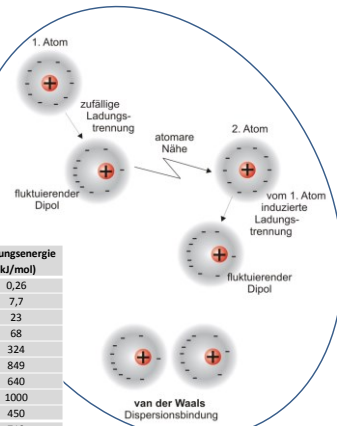 1. Atom
zufällige
Ladungs-
trennung
atomare
Nähe
2. Atom
fluktuierender
Dipol
vom 1. Atom
induzierte
Ladungs-
trennung
fluktuierender
Dipol
ungsenergie
kJ/mol)
0,26
7,7
23
68
324
849
640
1000
450
van der Waals
Dispersionsbindung